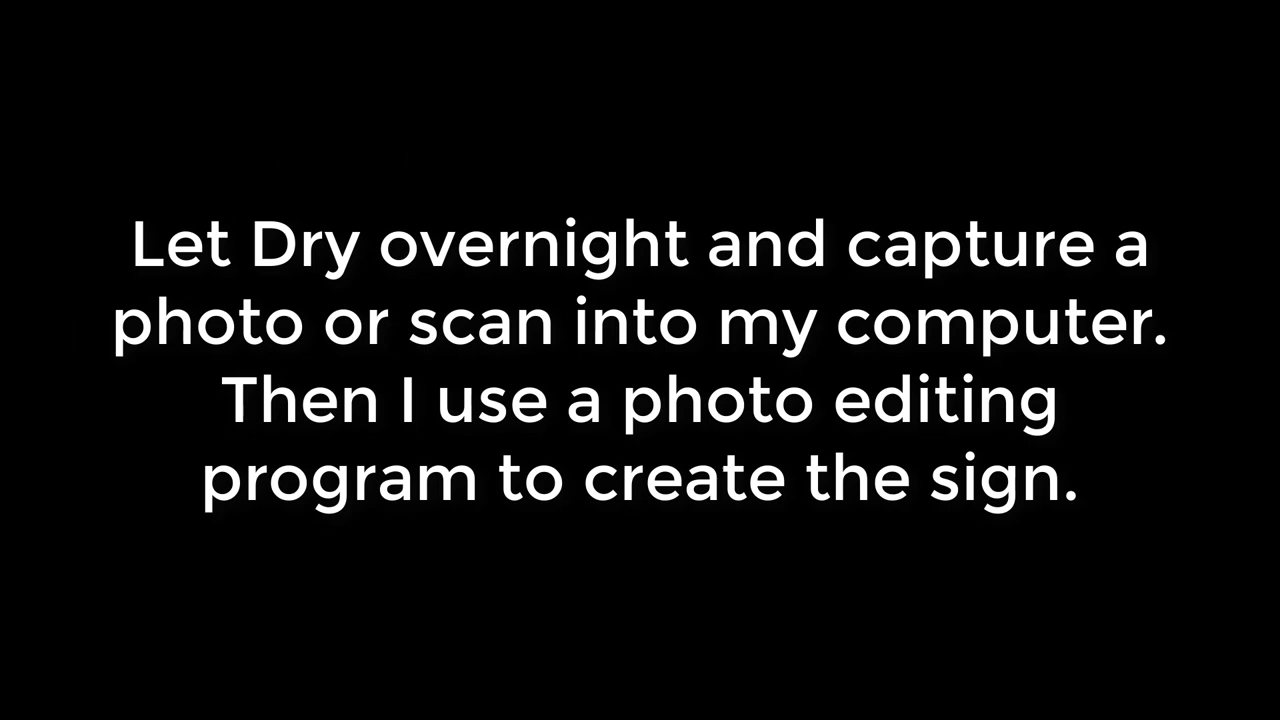 Let Dry overnight and capture a
photo or scan into my computer.
Then I use a photo editing
program to create the sign.